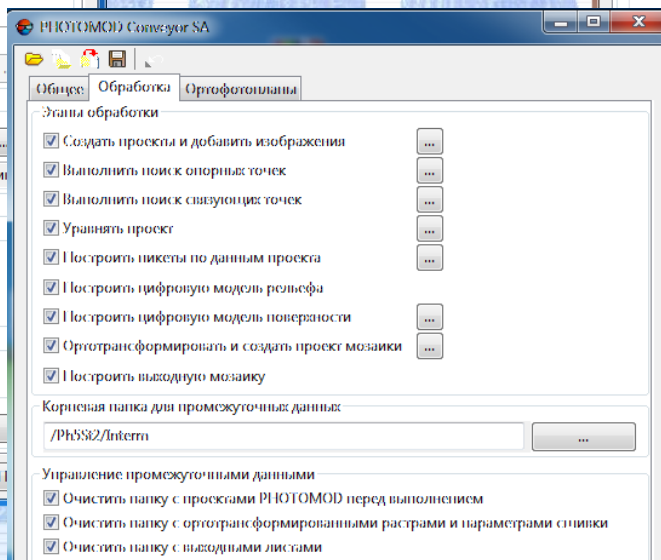 PHOTOMOD Conveyor SA
Общее Обработка Ортофотопланы
Этапы обработки
Создать проекты и добавить изображения ...
Выполнить поиск опорных точек ...
Выполнить поиск связующих точек ...
Уравнять проект ...
Построить пикеты по данным проекта ...
Построить цифровую модель рельефа
Построить цифровую модель поверхности ...
Ортотрансформировать и создать проект мозаики ...
Построить выходную мозаику
Корневая папка для промежуточных данных
/Ph5St2/Interm ...
Управление промежуточными данными
Очистить папку с проектами PHOTOMOD перед выполнением
Очистить папку с ортотрансформированными растрами и параметрами сшивки
Очистить папку с выходными листами